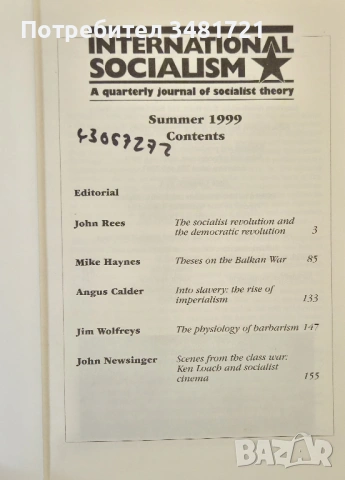 Потребител 3481721
INTERNATIONAL
SOCIALISM
A quarterly journal of socialist theory
Summer 1999
43067272 Contents
Editorial
John Rees The socialist revolution and
the democratic revolution 3
Mike Haynes Theses on the Balkan War 85
Angus Calder Into slavery: the rise of
imperialism 133
Jim Wolfreys The physiology of barbarism 147
John Newsinger Scenes from the class war:
Ken Loach and socialist
cinema 155
BAZAR